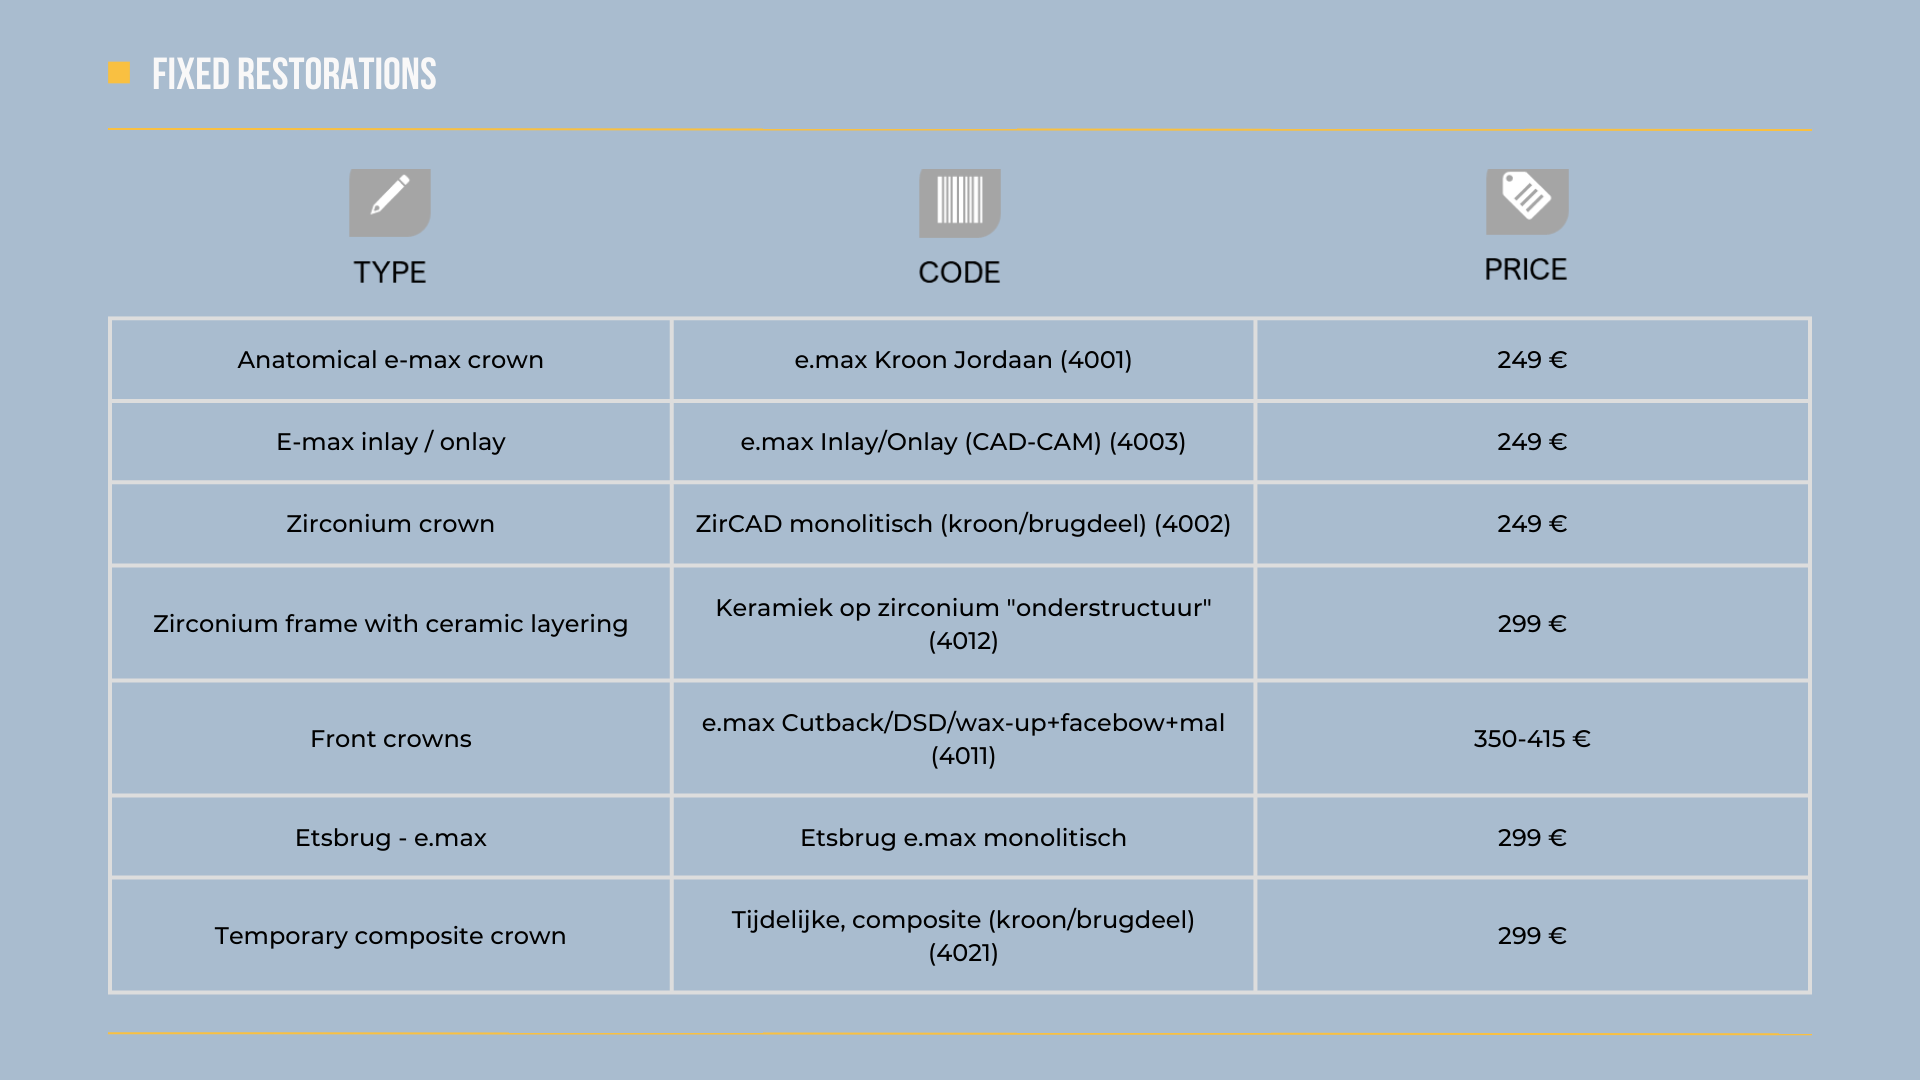 FIXED RESTORATIONS
TYPE
CODE
PRICE
Anatomical e-max crown
e.max Kroon Jordaan (4001)
249 €
E-max inlay / onlay
e.max Inlay/Onlay (CAD-CAM) (4003)
249 €
Zirconium crown
ZirCAD monolitisch (kroon/brugdeel) (4002)
249 €
Zirconium frame with ceramic layering
Keramiek op zirconium "onderstructuur"
(4012)
299 €
Front crowns
e.max Cutback/DSD/wax-up+facebow+mal
(4011)
350-415 €
Etsbrug - e.max
Etsbrug e.max monolitisch
299 €
Temporary composite crown
Tijdelijke, composite (kroon/brugdeel)
(4021)
299 €